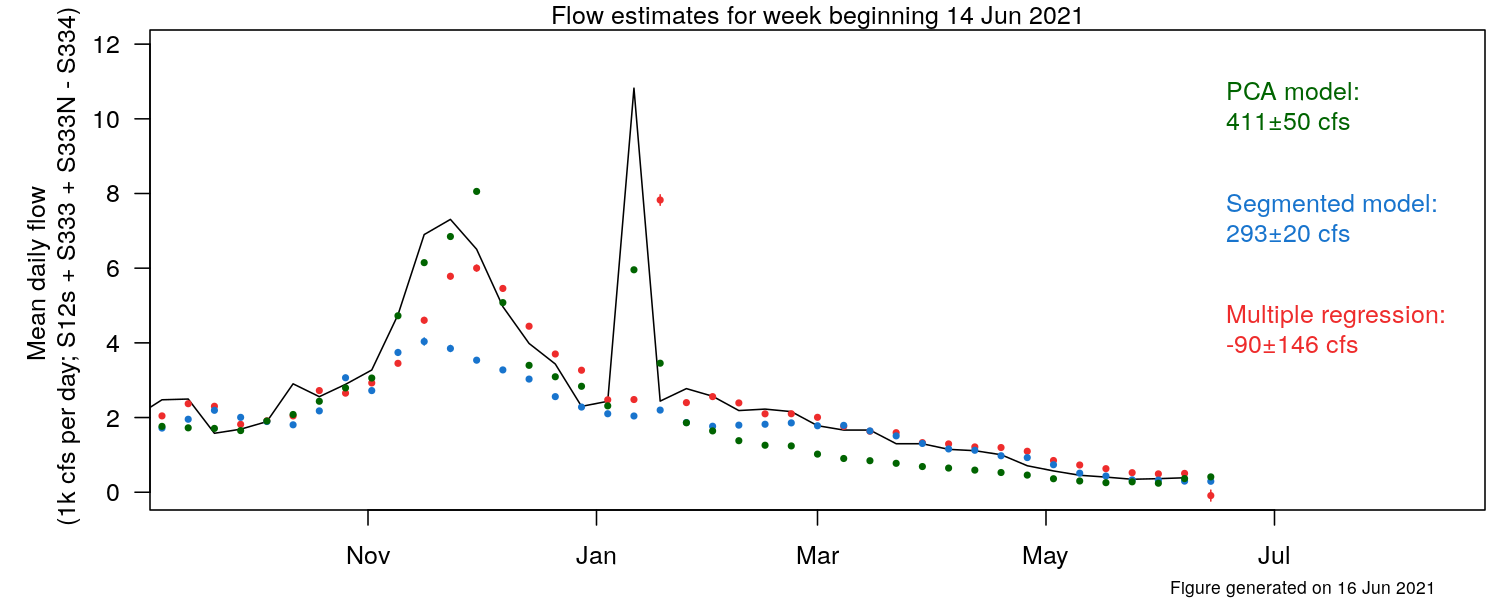 Flow estimates for week beginning 14 Jun 2021
Mean daily flow
(1k cfs per day; S12s + S333 + S333N - S334)
12
10
8
6
4
2
0
PCA model:
411±50 cfs
Segmented model:
293±20 cfs
Multiple regression:
-90±146 cfs
Nov Jan Mar May Jul
Figure generated on 16 Jun 2021